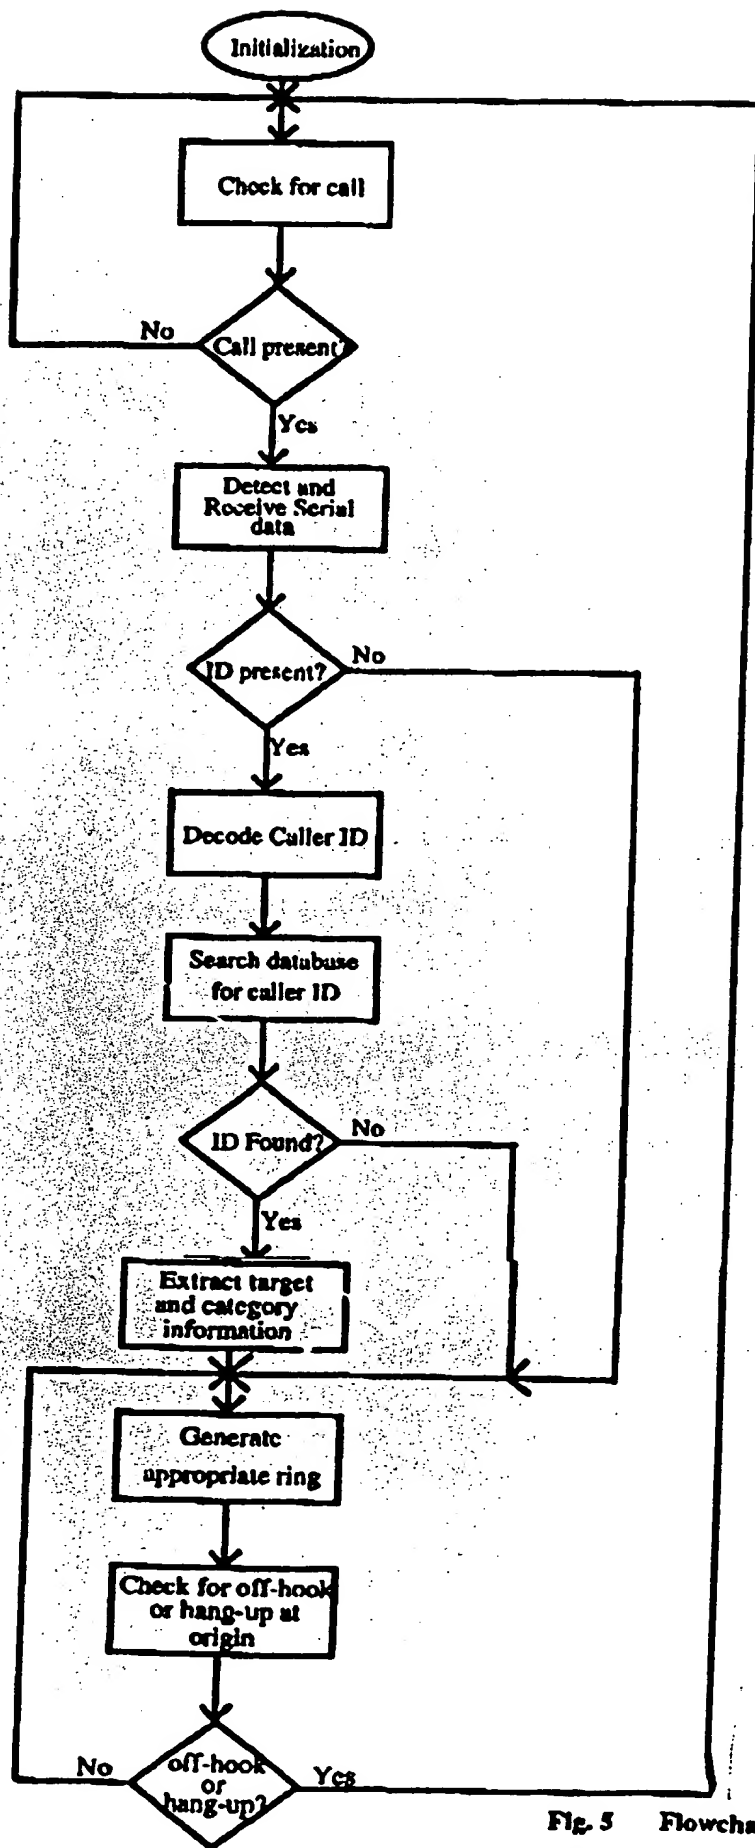 Initialization
Check for call
No
Call present?
Yes
Detect and
Receive Serial
data
ID present?
No
Yes
Decode Caller ID
Search database
for caller ID
ID Found?
No
Yes
Extract target
and category
information
Generate
appropriate ring
Check for off-hook
or hang-up at
origin
No
off-hook
or
hang-up?
Yes
Fig. 5 Flowcha